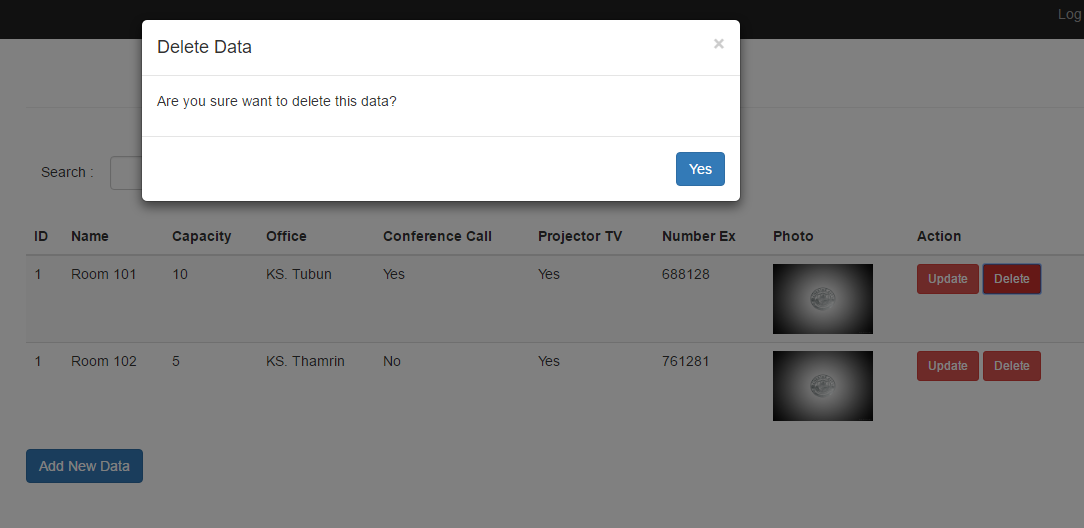 Log
Delete Data ×
Are you sure want to delete this data?
Search :
Yes
ID Name Capacity Office Conference Call Projector TV Number Ex Photo Action
1 Room 101 10 KS. Tubun Yes Yes 688128 Update Delete
1 Room 102 5 KS. Thamrin No Yes 761281 Update Delete
Add New Data